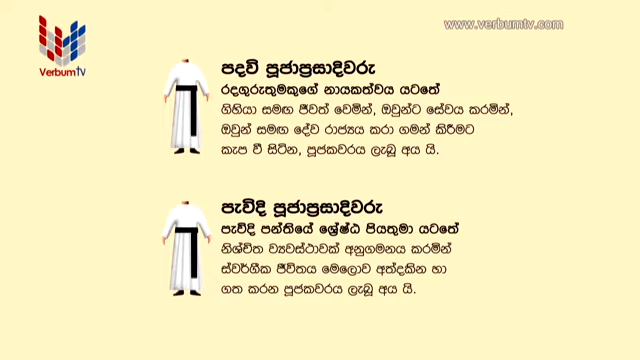 www.verbumtv.com
VerbumTV
පදවි පූජාප්‍රසාදිවරු
රදගුරුතුමකුගේ නායකත්වය යටතේ
ගිහියා සමඟ ජීවත් වෙමින්, ඔවුන්ට සේවය කරමින්,
ඔවුන් සමඟ දේව රාජ්‍යය කරා ගමන් කිරීමට
කැප වී සිටින, පූජකවරය ලැබූ අය යි.
පැවිදි පූජාප්‍රසාදිවරු
පැවිදි පන්තියේ ශ්‍රේෂ්ඨ පියතුමා යටතේ
නිශ්චිත ව්‍යවස්ථාවක් අනුගමනය කරමින්
ස්වර්ගීක ජීවිතය මෙලොව අත්දකින හා
ගත කරන පූජකවරය ලැබූ අය යි.